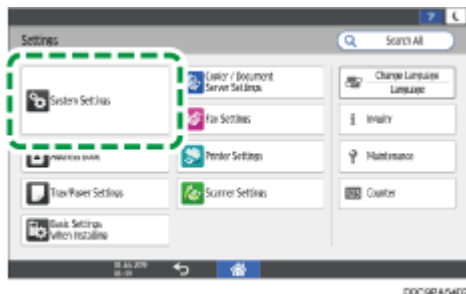 ?
Settings
Search All
System Settings
Copier / Document
Server Settings
Change Language
Language
Fax Settings
Inquiry
Address Book
Printer Settings
Maintenance
Tray/Paper Settings
Scanner Settings
Counter
Basic Settings
When Installing